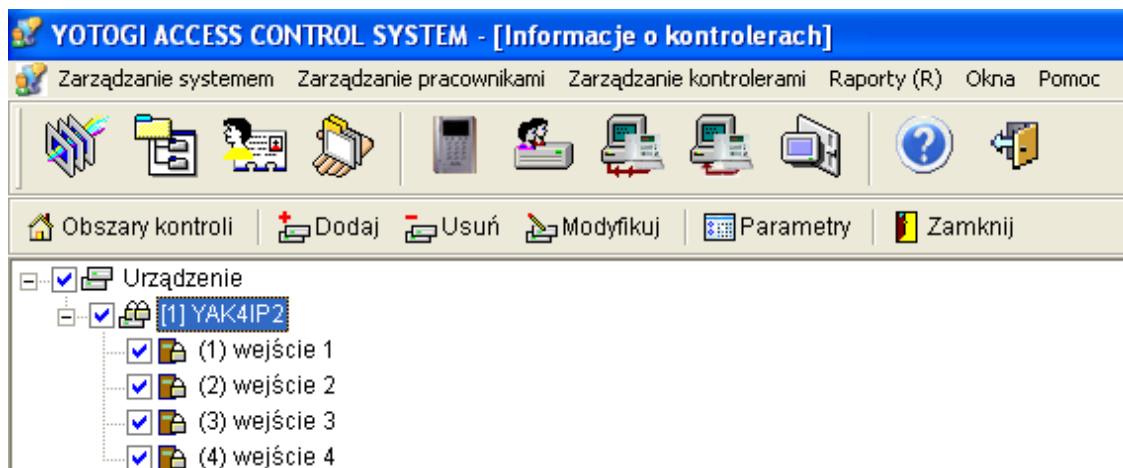 YOTOGI ACCESS CONTROL SYSTEM - [Informacje o kontrolerach]
Zarządzanie systemem Zarządzanie pracownikami Zarządzanie kontrolerami Raporty (R) Okna Pomoc
Obszary kontroli Dodaj Usuń Modyfikuj Parametry Zamknij
Urządzenie
[1] YAK4IP2
(1) wejście 1
(2) wejście 2
(3) wejście 3
(4) wejście 4